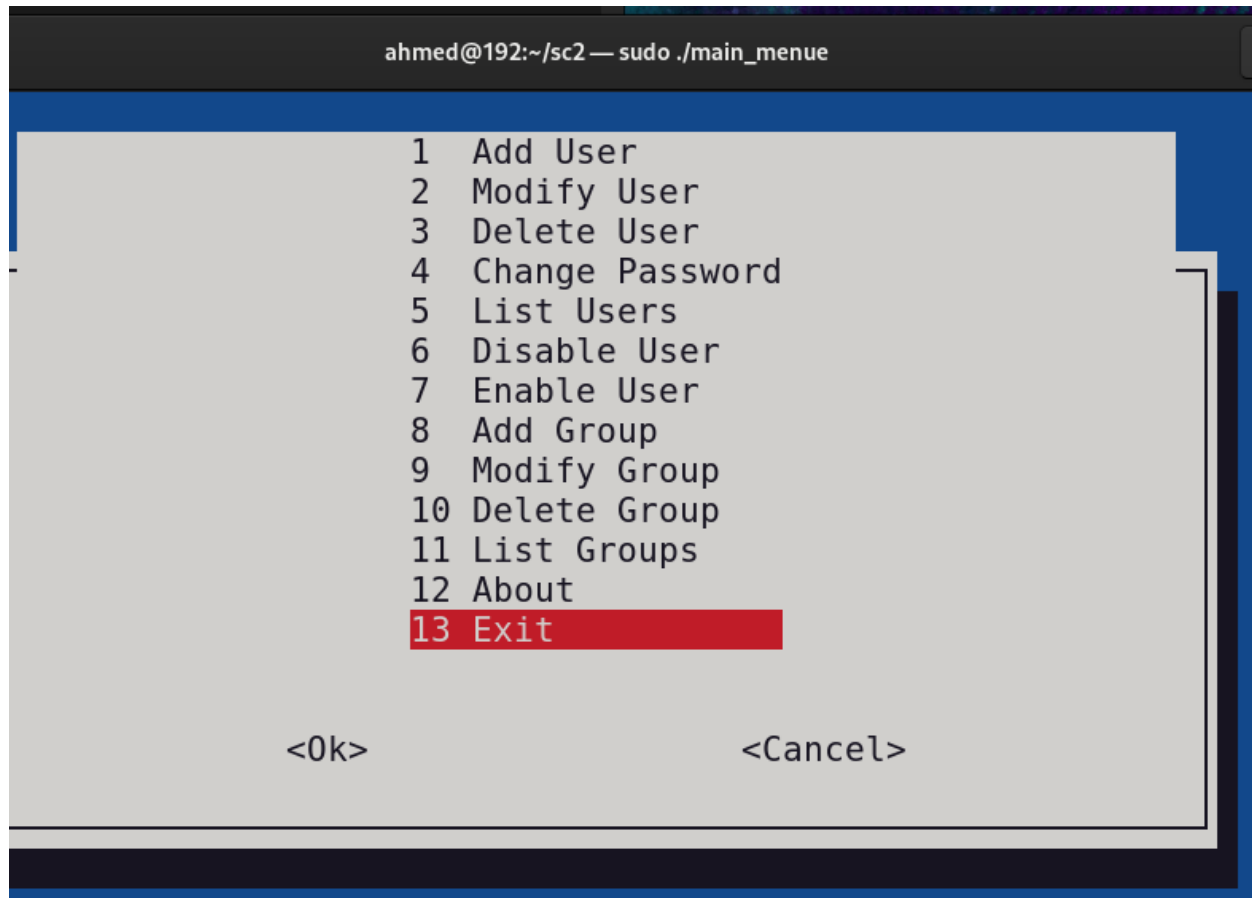 ahmed@192:~/sc2 — sudo ./main_menue
1 Add User
2 Modify User
3 Delete User
4 Change Password
5 List Users
6 Disable User
7 Enable User
8 Add Group
9 Modify Group
10 Delete Group
11 List Groups
12 About
13 Exit
<Ok> <Cancel>